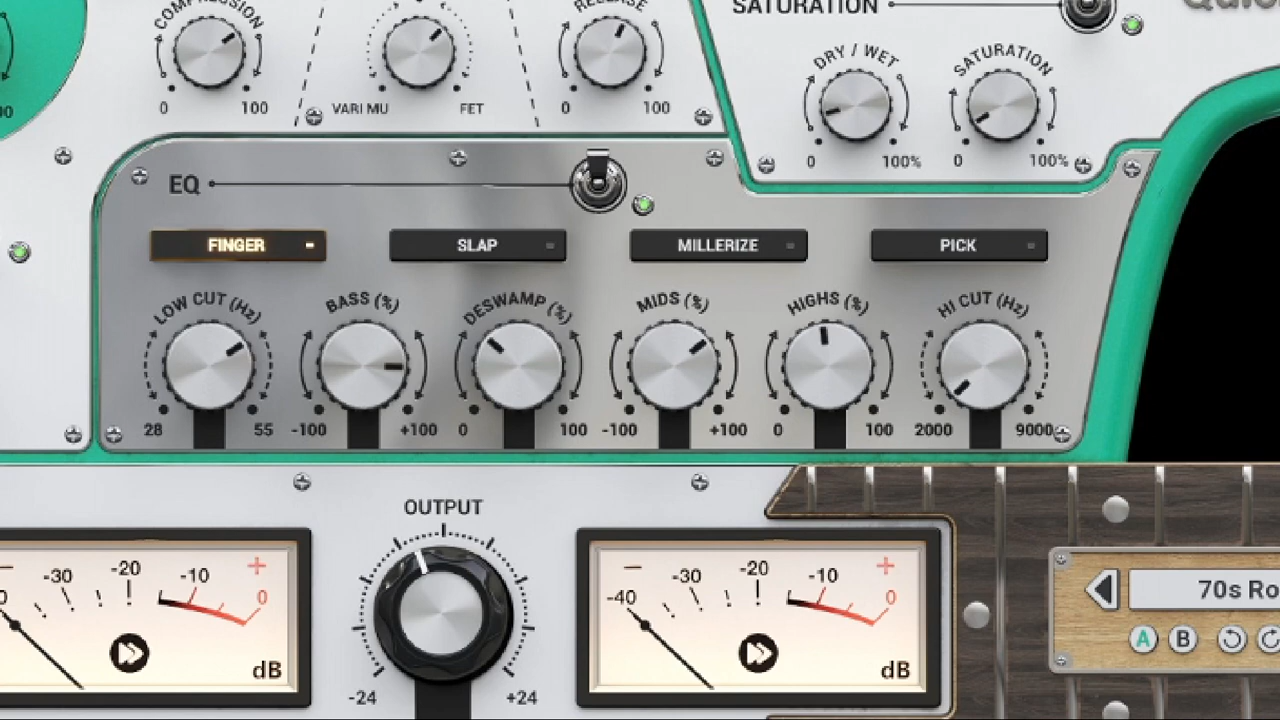 COMPRESSION
0 100
VARI MU FET
RELEASE
0 100
SATURATION
DRY / WET
0 100%
SATURATION
0 100%
EQ
FINGER
SLAP
MILLERIZE
PICK
LOW CUT (Hz)
28 55
BASS (%)
-100 +100
DESWAMP (%)
0 100
MIDS (%)
-100 +100
HIGHS (%)
0 100
HI CUT (Hz)
2000 9000
OUTPUT
-24 +24
− -30 -20 -10 + 0
dB
− -40 -30 -20 -10 + 0
dB
70s Ro
A B